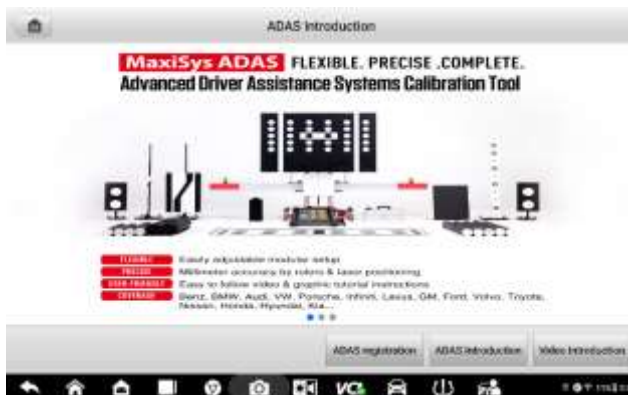 ADAS Introduction
MaxiSys ADAS FLEXIBLE. PRECISE .COMPLETE.
Advanced Driver Assistance Systems Calibration Tool
FLEXIBLE Easily adjustable modular setup
PRECISE Millimeter accuracy by rulers & laser positioning
USER-FRIENDLY Easy to follow video & graphic tutorial instructions
COVERAGE Benz, BMW, Audi, VW, Porsche, Infiniti, Lexus, GM, Ford, Volvo, Toyota,
Nissan, Honda, Hyundai, Kia...
ADAS registration ADAS Introduction Video Introduction
VCI